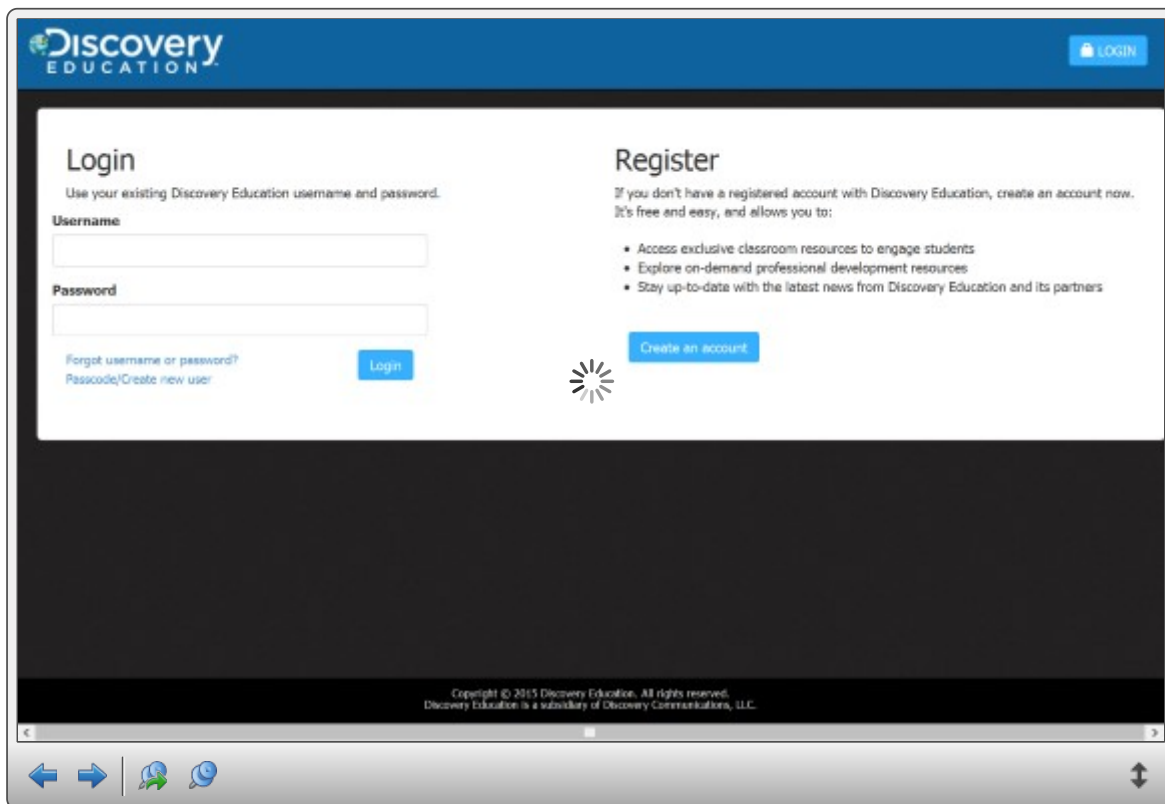 Discovery
EDUCATION
LOGIN
Login
Use your existing Discovery Education username and password.
Username
Password
Forgot username or password?
Passcode/Create new user
Login
Register
If you don't have a registered account with Discovery Education, create an account now.
It's free and easy, and allows you to:
• Access exclusive classroom resources to engage students
• Explore on-demand professional development resources
• Stay up-to-date with the latest news from Discovery Education and its partners
Create an account
Copyright © 2015 Discovery Education. All rights reserved.
Discovery Education is a subsidiary of Discovery Communications, LLC.